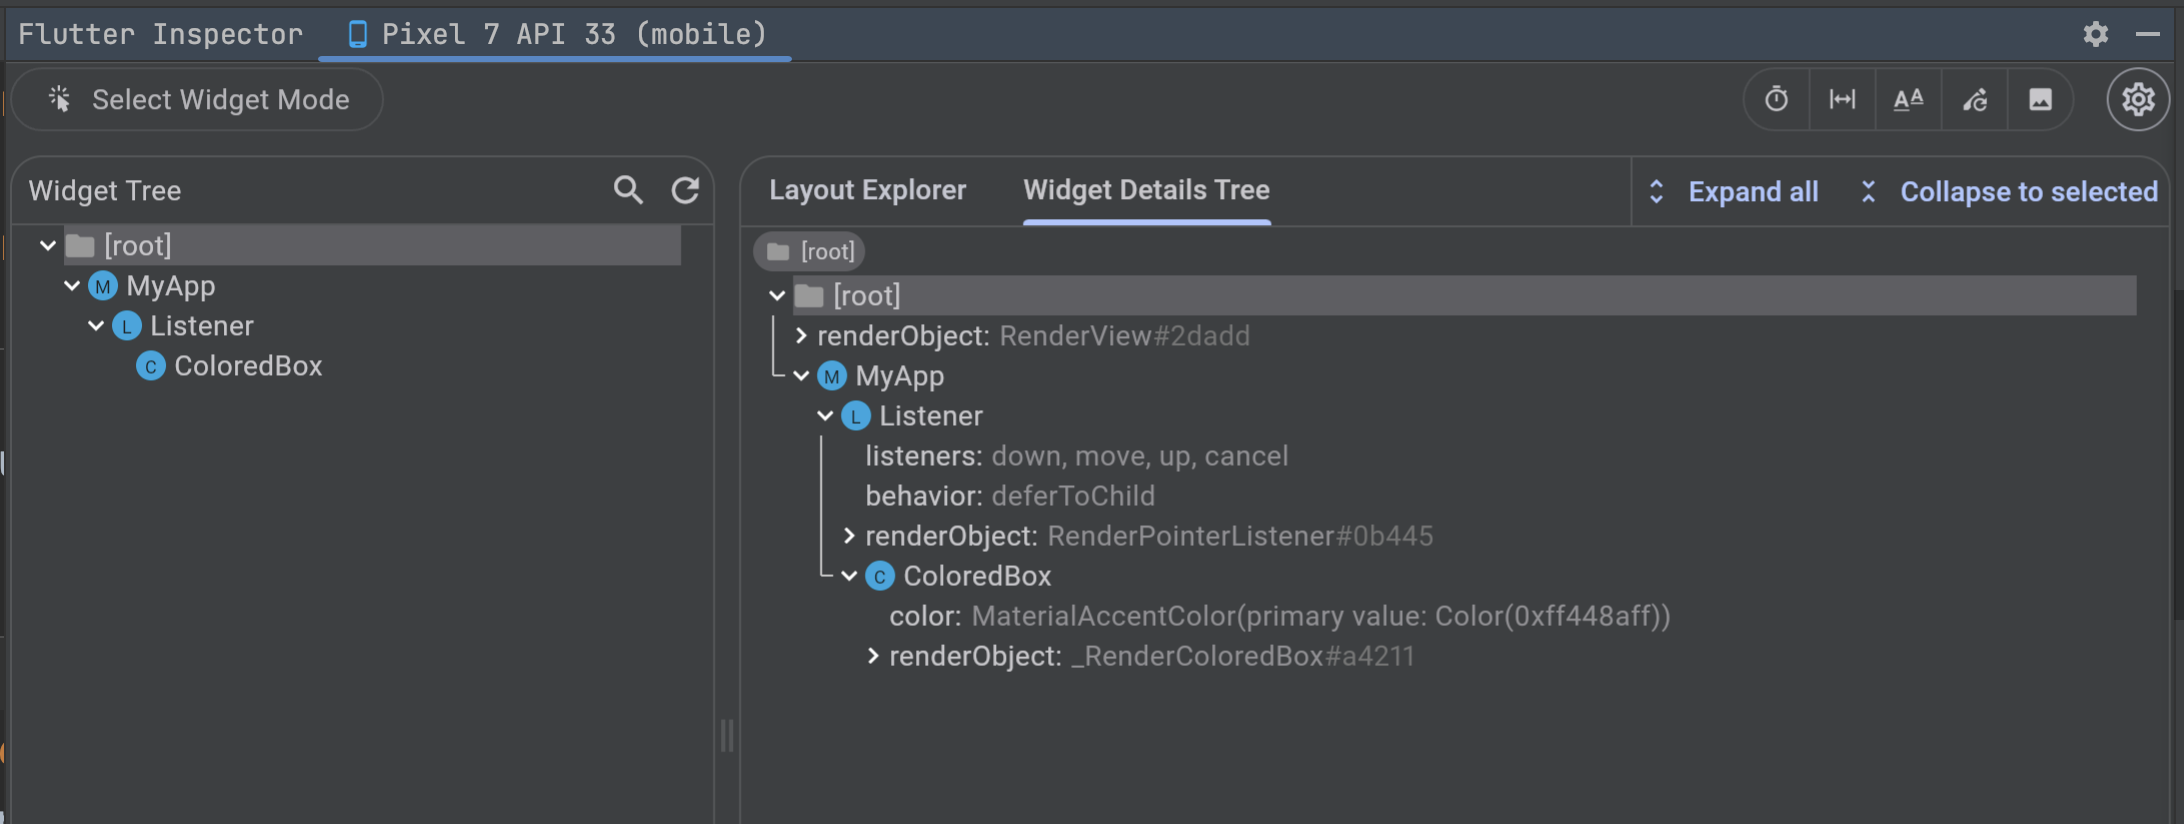 Flutter Inspector Pixel 7 API 33 (mobile)
Select Widget Mode
AA
Widget Tree
[root]
M MyApp
L Listener
C ColoredBox
Layout Explorer Widget Details Tree Expand all Collapse to selected
[root]
[root]
renderObject: RenderView#2dadd
M MyApp
L Listener
listeners: down, move, up, cancel
behavior: deferToChild
renderObject: RenderPointerListener#0b445
C ColoredBox
color: MaterialAccentColor(primary value: Color(0xff448aff))
renderObject: _RenderColoredBox#a4211